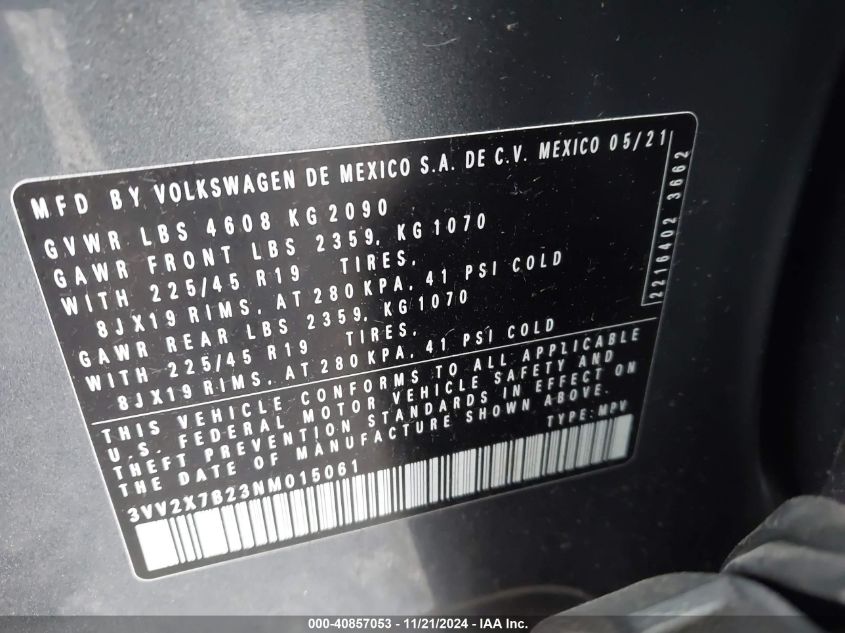 MFD BY VOLKSWAGEN DE MEXICO S.A. DE C.V. MEXICO 05/21
GVWR LBS 4608 KG 2090
GAWR FRONT LBS 2359, KG 1070
WITH 225/45 R19 TIRES,
8JX19 RIMS, AT 280 KPA, 41 PSI COLD
GAWR REAR LBS 2359, KG 1070
WITH 225/45 R19 TIRES,
8JX19 RIMS, AT 280 KPA, 41 PSI COLD
2216402 3662
THIS VEHICLE CONFORMS TO ALL APPLICABLE
U.S. FEDERAL MOTOR VEHICLE SAFETY AND
THEFT PREVENTION STANDARDS IN EFFECT ON
THE DATE OF MANUFACTURE SHOWN ABOVE.
3VV2X7B23NM015061 TYPE: MPV
000-40857053 - 11/21/2024 - IAA Inc.